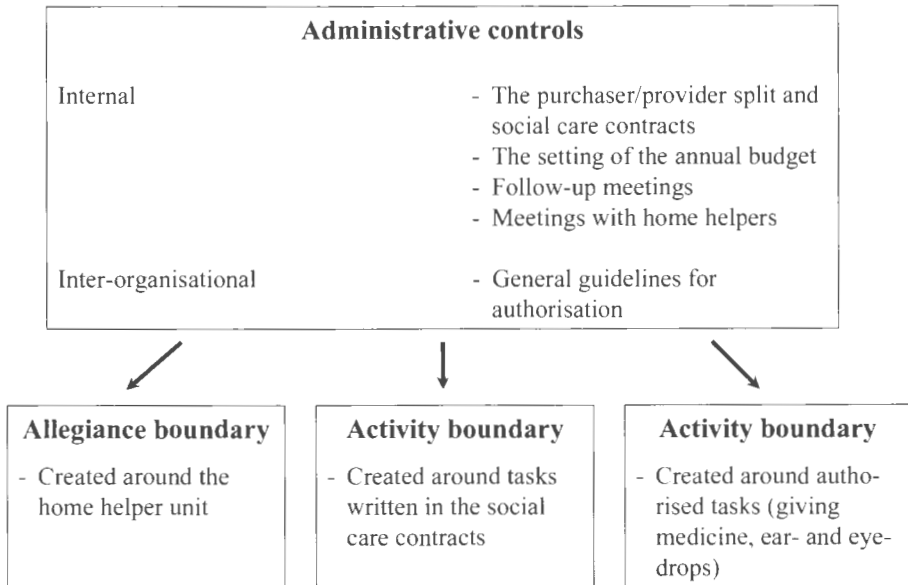 Administrative controls
Internal
- The purchaser/provider split and
social care contracts
- The setting of the annual budget
- Follow-up meetings
- Meetings with home helpers
Inter-organisational
- General guidelines for
authorisation
Allegiance boundary
- Created around the
home helper unit
Activity boundary
- Created around tasks
written in the social
care contracts
Activity boundary
- Created around autho-
rised tasks (giving
medicine, ear- and eye-
drops)